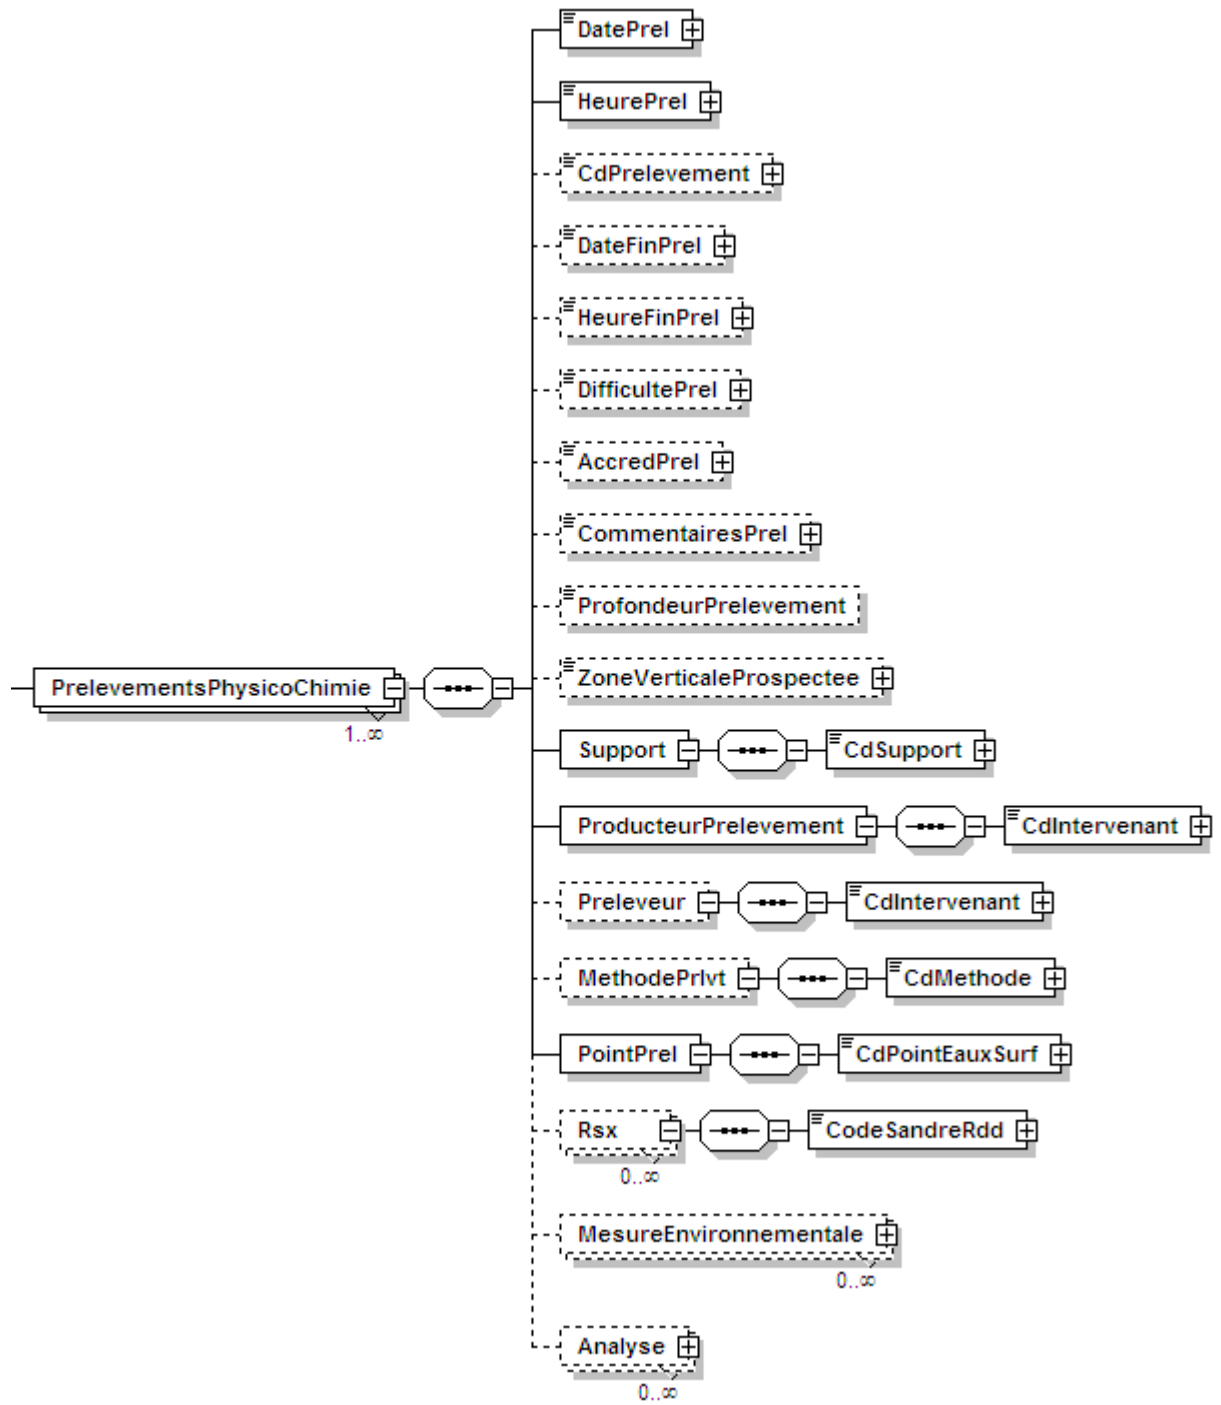 DatePrel
HeurePrel
CdPrelevement
DateFinPrel
HeureFinPrel
DifficultePrel
AccredPrel
CommentairesPrel
ProfondeurPrelevement
ZoneVerticaleProspectee
PrelevementsPhysicoChimie
1..∞
Support CdSupport
ProducteurPrelevement CdIntervenant
Preleveur CdIntervenant
MethodePrlvt CdMethode
PointPrel CdPointEauxSurf
Rsx CodeSandreRdd
0..∞
MesureEnvironnementale
0..∞
Analyse
0..∞